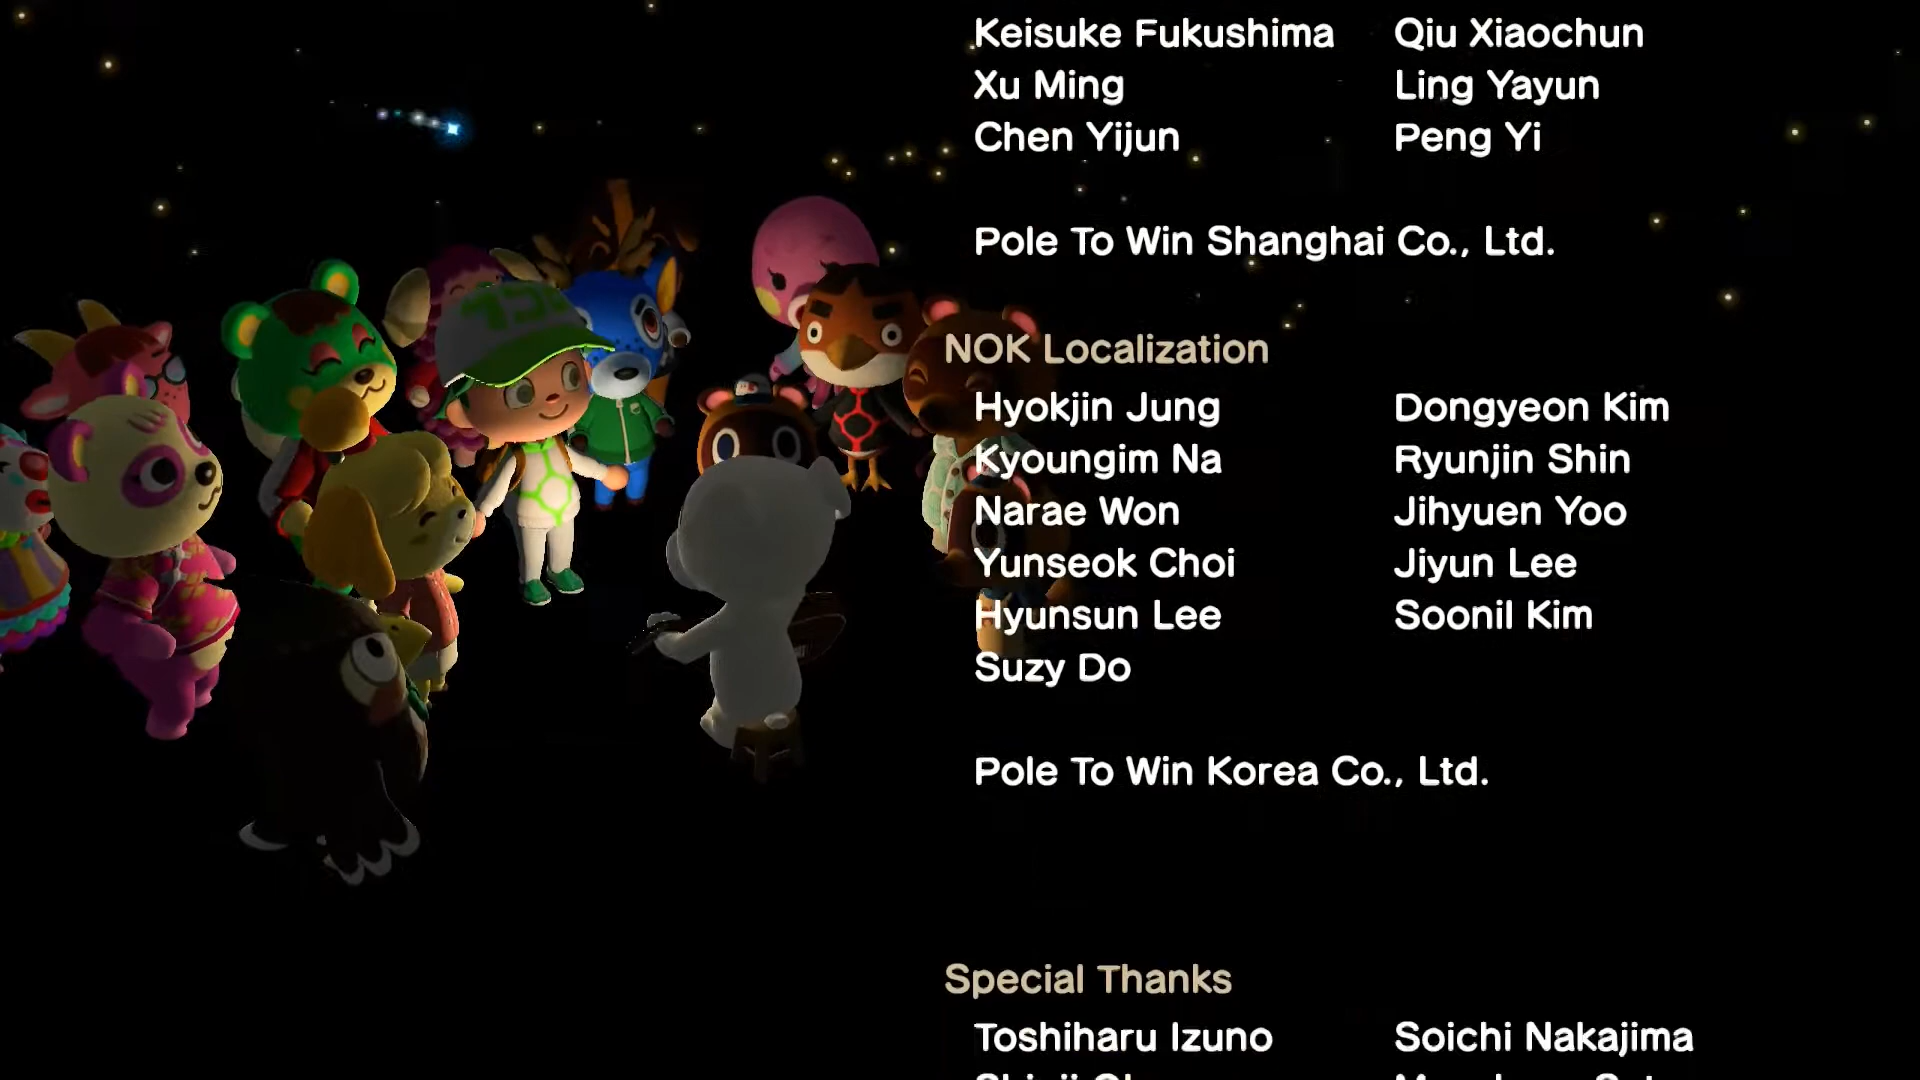 Keisuke Fukushima Qiu Xiaochun
Xu Ming Ling Yayun
Chen Yijun Peng Yi
Pole To Win Shanghai Co., Ltd.
NOK Localization
Hyokjin Jung Dongyeon Kim
Kyoungim Na Ryunjin Shin
Narae Won Jihyuen Yoo
Yunseok Choi Jiyun Lee
Hyunsun Lee Soonil Kim
Suzy Do
Pole To Win Korea Co., Ltd.
Special Thanks
Toshiharu Izuno Soichi Nakajima